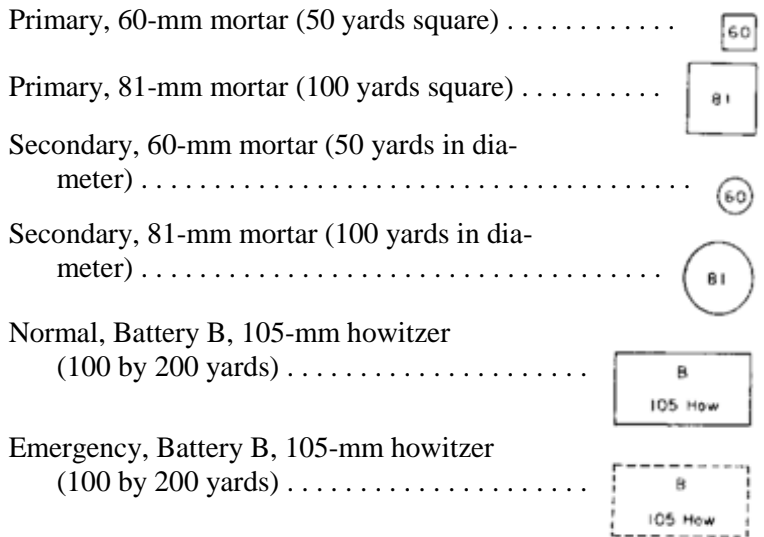 Primary, 60-mm mortar (50 yards square) . . . . . . . . . . . .
60
Primary, 81-mm mortar (100 yards square) . . . . . . . . . .
81
Secondary, 60-mm mortar (50 yards in dia-
meter) . . . . . . . . . . . . . . . . . . . . . . . . . . . . . . . . . . . . . .
60
Secondary, 81-mm mortar (100 yards in dia-
meter) . . . . . . . . . . . . . . . . . . . . . . . . . . . . . . . . . . . .
81
Normal, Battery B, 105-mm howitzer
(100 by 200 yards) . . . . . . . . . . . . . . . . . . . . .
B
105 How
Emergency, Battery B, 105-mm howitzer
(100 by 200 yards) . . . . . . . . . . . . . . . . . . . . .
B
105 How